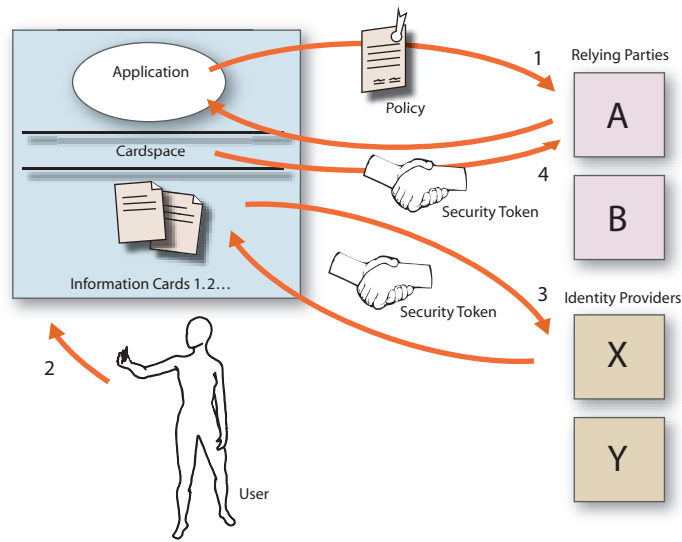 Application
Policy
1
Relying Parties
A
Cardspace
4
Security Token
B
Information Cards 1.2...
Security Token
3
Identity Providers
X
2
Y
User